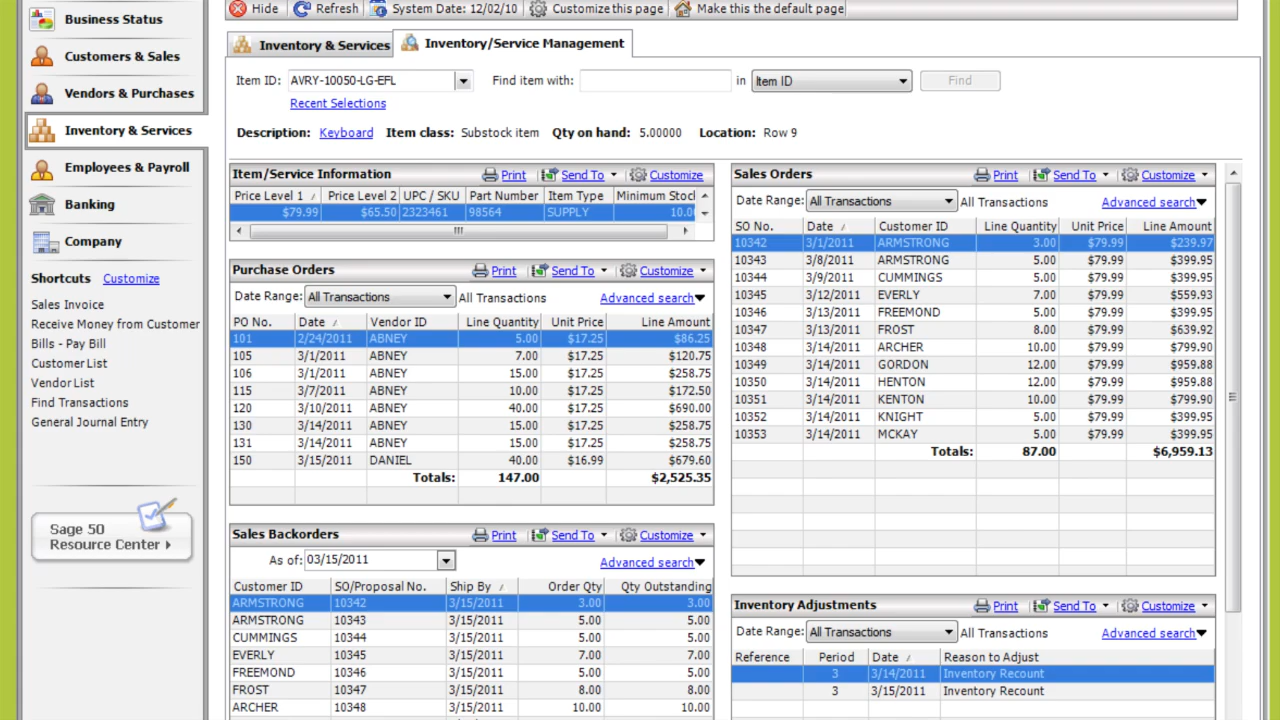 Business Status
Customers & Sales
Vendors & Purchases
Inventory & Services
Employees & Payroll
Banking
Company
Shortcuts Customize
Sales Invoice
Receive Money from Customer
Bills - Pay Bill
Customer List
Vendor List
Find Transactions
General Journal Entry
Sage 50
Resource Center
Hide Refresh System Date: 12/02/10 Customize this page Make this the default page
Inventory & Services Inventory/Service Management
Item ID: AVRY-10050-LG-EFL Find item with: in Item ID Find
Recent Selections
Description: Keyboard Item class: Substock item Qty on hand: 5.00000 Location: Row 9
Item/Service Information Print Send To Customize
Price Level 1 Price Level 2 UPC / SKU Part Number Item Type Minimum Stock
$79.99 $65.50 2323461 98564 SUPPLY 10.0
Purchase Orders Print Send To Customize
Date Range: All Transactions All Transactions Advanced search
PO No. Date Vendor ID Line Quantity Unit Price Line Amount
101 2/24/2011 ABNEY 5.00 $17.25 $86.25
105 3/1/2011 ABNEY 7.00 $17.25 $120.75
106 3/1/2011 ABNEY 15.00 $17.25 $258.75
115 3/7/2011 ABNEY 10.00 $17.25 $172.50
120 3/10/2011 ABNEY 40.00 $17.25 $690.00
130 3/14/2011 ABNEY 15.00 $17.25 $258.75
131 3/14/2011 ABNEY 15.00 $17.25 $258.75
150 3/15/2011 DANIEL 40.00 $16.99 $679.60
Totals: 147.00 $2,525.35
Sales Backorders Print Send To Customize
As of: 03/15/2011 Advanced search
Customer ID SO/Proposal No. Ship By Order Qty Qty Outstanding
ARMSTRONG 10342 3/15/2011 3.00 3.00
ARMSTRONG 10343 3/15/2011 5.00 5.00
CUMMINGS 10344 3/15/2011 5.00 5.00
EVERLY 10345 3/15/2011 7.00 7.00
FREEMOND 10346 3/15/2011 5.00 5.00
FROST 10347 3/15/2011 8.00 8.00
ARCHER 10348 3/15/2011 10.00 10.00
Sales Orders Print Send To Customize
Date Range: All Transactions All Transactions Advanced search
SO No. Date Customer ID Line Quantity Unit Price Line Amount
10342 3/1/2011 ARMSTRONG 3.00 $79.99 $239.97
10343 3/8/2011 ARMSTRONG 5.00 $79.99 $399.95
10344 3/9/2011 CUMMINGS 5.00 $79.99 $399.95
10345 3/12/2011 EVERLY 7.00 $79.99 $559.93
10346 3/13/2011 FREEMOND 5.00 $79.99 $399.95
10347 3/13/2011 FROST 8.00 $79.99 $639.92
10348 3/14/2011 ARCHER 10.00 $79.99 $799.90
10349 3/14/2011 GORDON 12.00 $79.99 $959.88
10350 3/14/2011 HENTON 12.00 $79.99 $959.88
10351 3/14/2011 KENTON 10.00 $79.99 $799.90
10352 3/14/2011 KNIGHT 5.00 $79.99 $399.95
10353 3/14/2011 MCKAY 5.00 $79.99 $399.95
Totals: 87.00 $6,959.13
Inventory Adjustments Print Send To Customize
Date Range: All Transactions All Transactions Advanced search
Reference Period Date Reason to Adjust
3 3/14/2011 Inventory Recount
3 3/15/2011 Inventory Recount